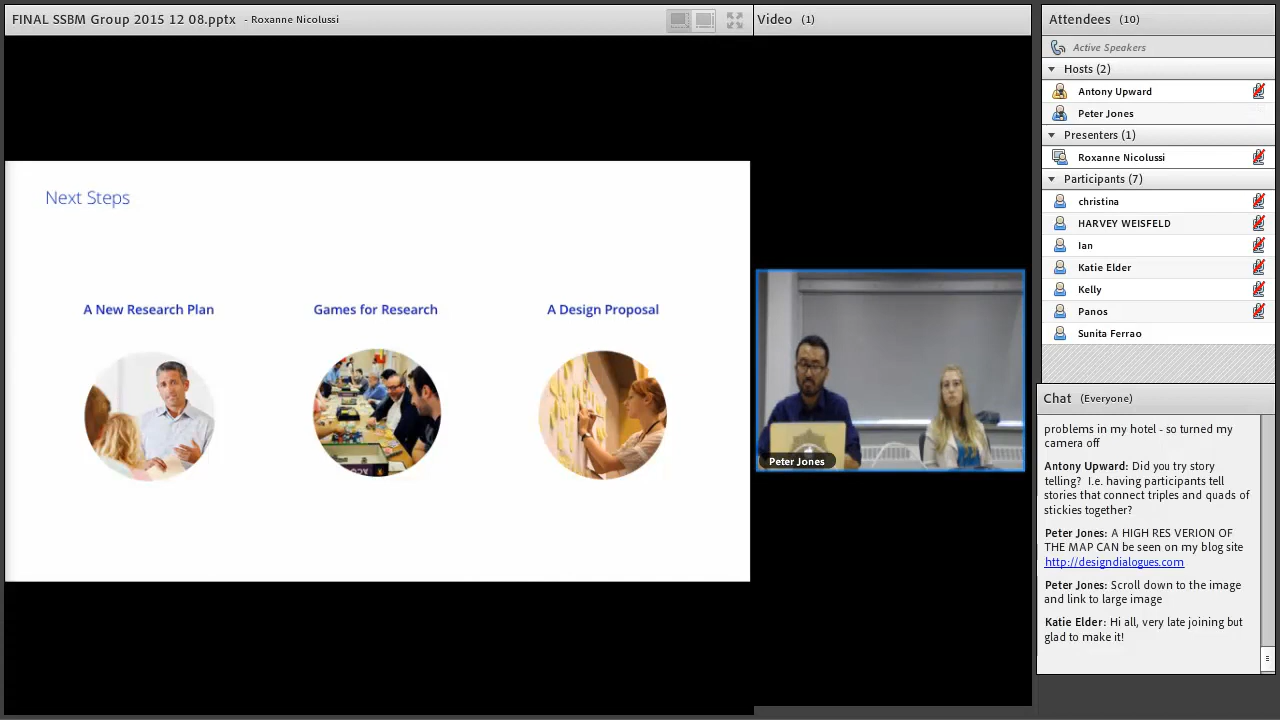 FINAL SSBM Group 2015 12 08.pptx - Roxanne Nicolussi
Next Steps
A New Research Plan
Games for Research
A Design Proposal
Video (1)
Peter Jones
Attendees (10)
Active Speakers
Hosts (2)
Antony Upward
Peter Jones
Presenters (1)
Roxanne Nicolussi
Participants (7)
christina
HARVEY WEISFELD
Ian
Katie Elder
Kelly
Panos
Sunita Ferrao
Chat (Everyone)
problems in my hotel - so turned my
camera off
Antony Upward: Did you try story
telling? I.e. having participants tell
stories that connect triples and quads of
stickies together?
Peter Jones: A HIGH RES VERION OF
THE MAP CAN be seen on my blog site
http://designdialogues.com
Peter Jones: Scroll down to the image
and link to large image
Katie Elder: Hi all, very late joining but
glad to make it!